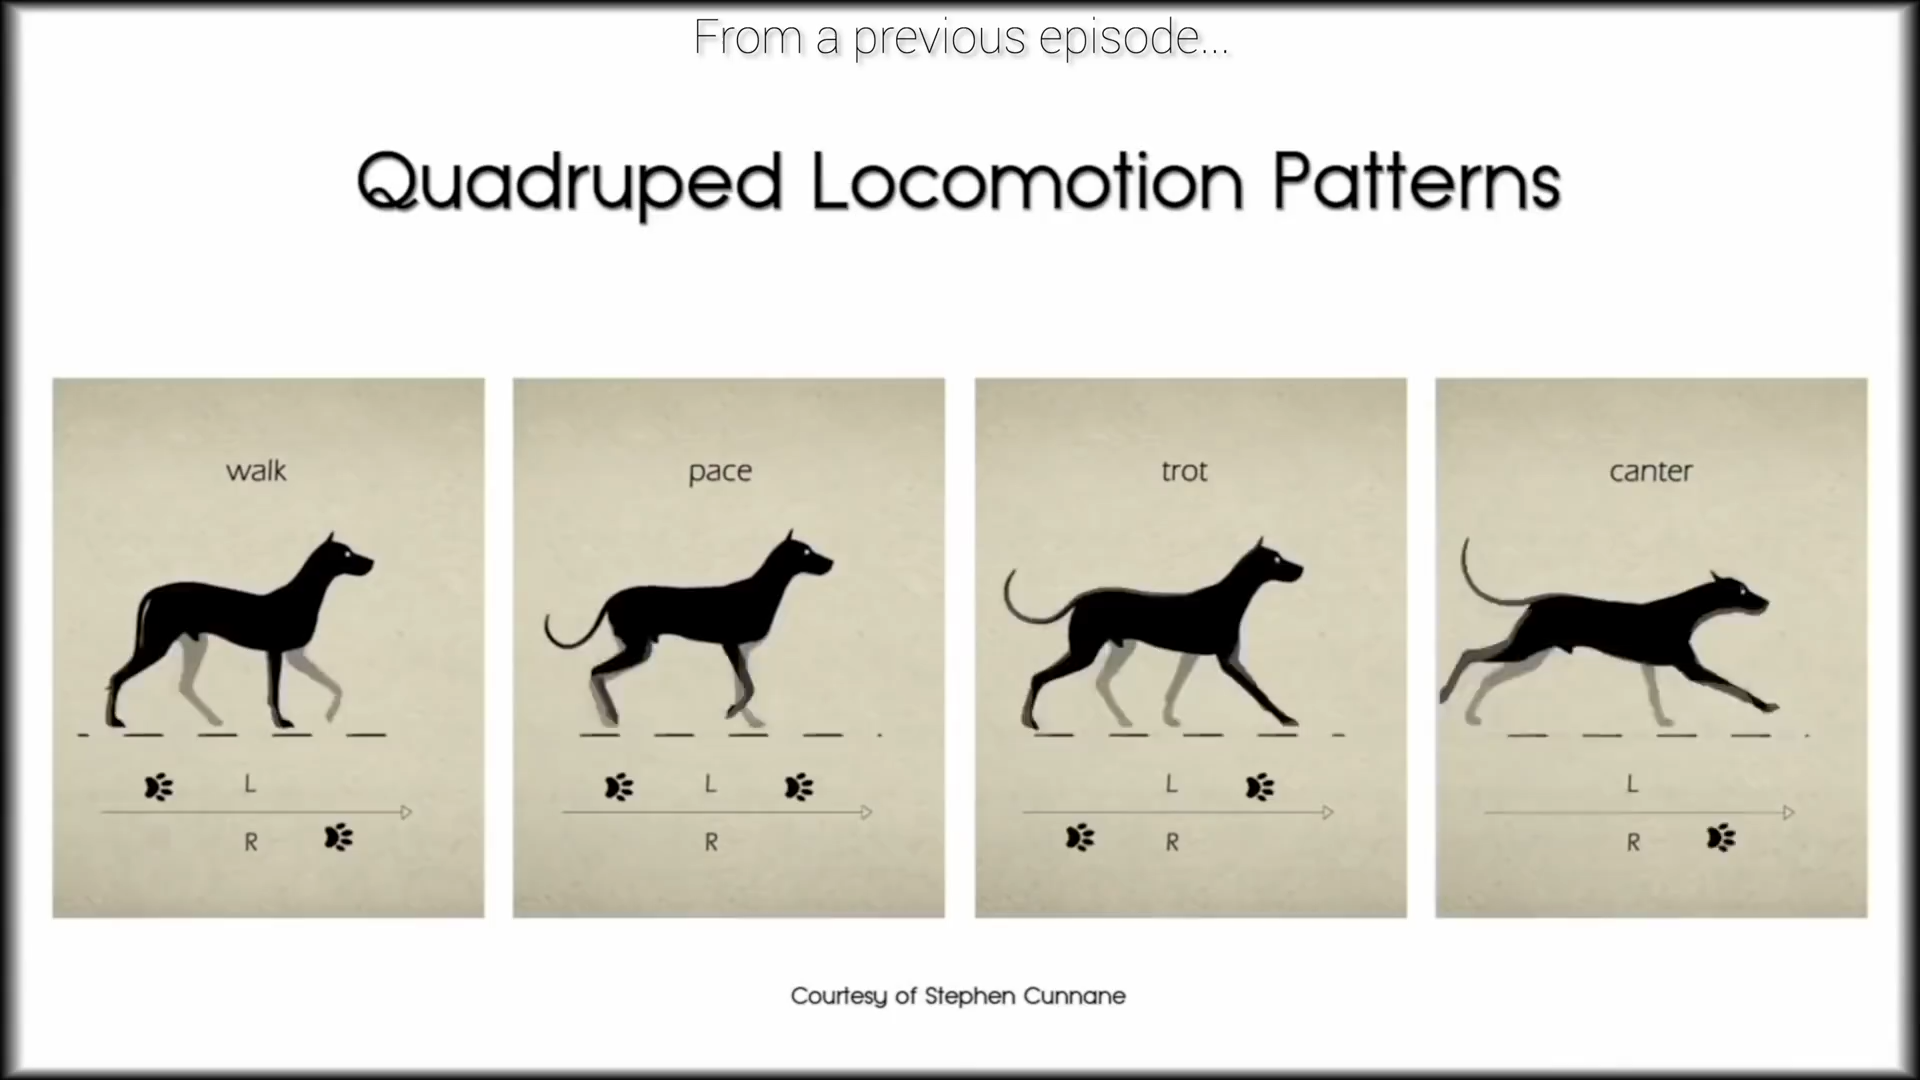 From a previous episode...
Quadruped Locomotion Patterns
walk
pace
trot
canter
L
R
L
R
L
R
L
R
Courtesy of Stephen Cunnane